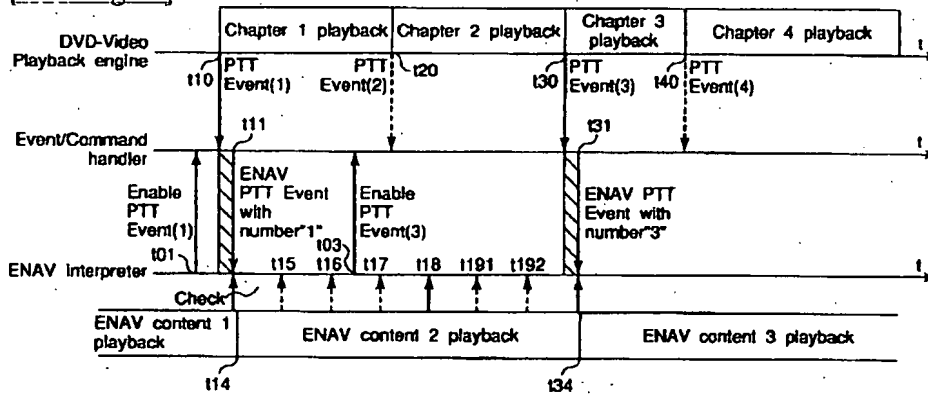 Chapter 1 playback
Chapter 2 playback
Chapter 3
playback
Chapter 4 playback
DVD-Video
Playback engine
t
t10
PTT
Event(1)
PTT
Event(2)
t20
t30
PTT
Event(3)
t40
PTT
Event(4)
t11
t31
Event/Command
handler
t
Enable
PTT
Event(1)
t01
ENAV
PTT Event
with
number"1"
t03
Enable
PTT
Event(3)
ENAV PTT
Event with
number"3"
ENAV Interpreter
t15
t16
t17
t18
t191
t192
t
Check
ENAV content 1
playback
ENAV content 2 playback
ENAV content 3 playback
t14
t34